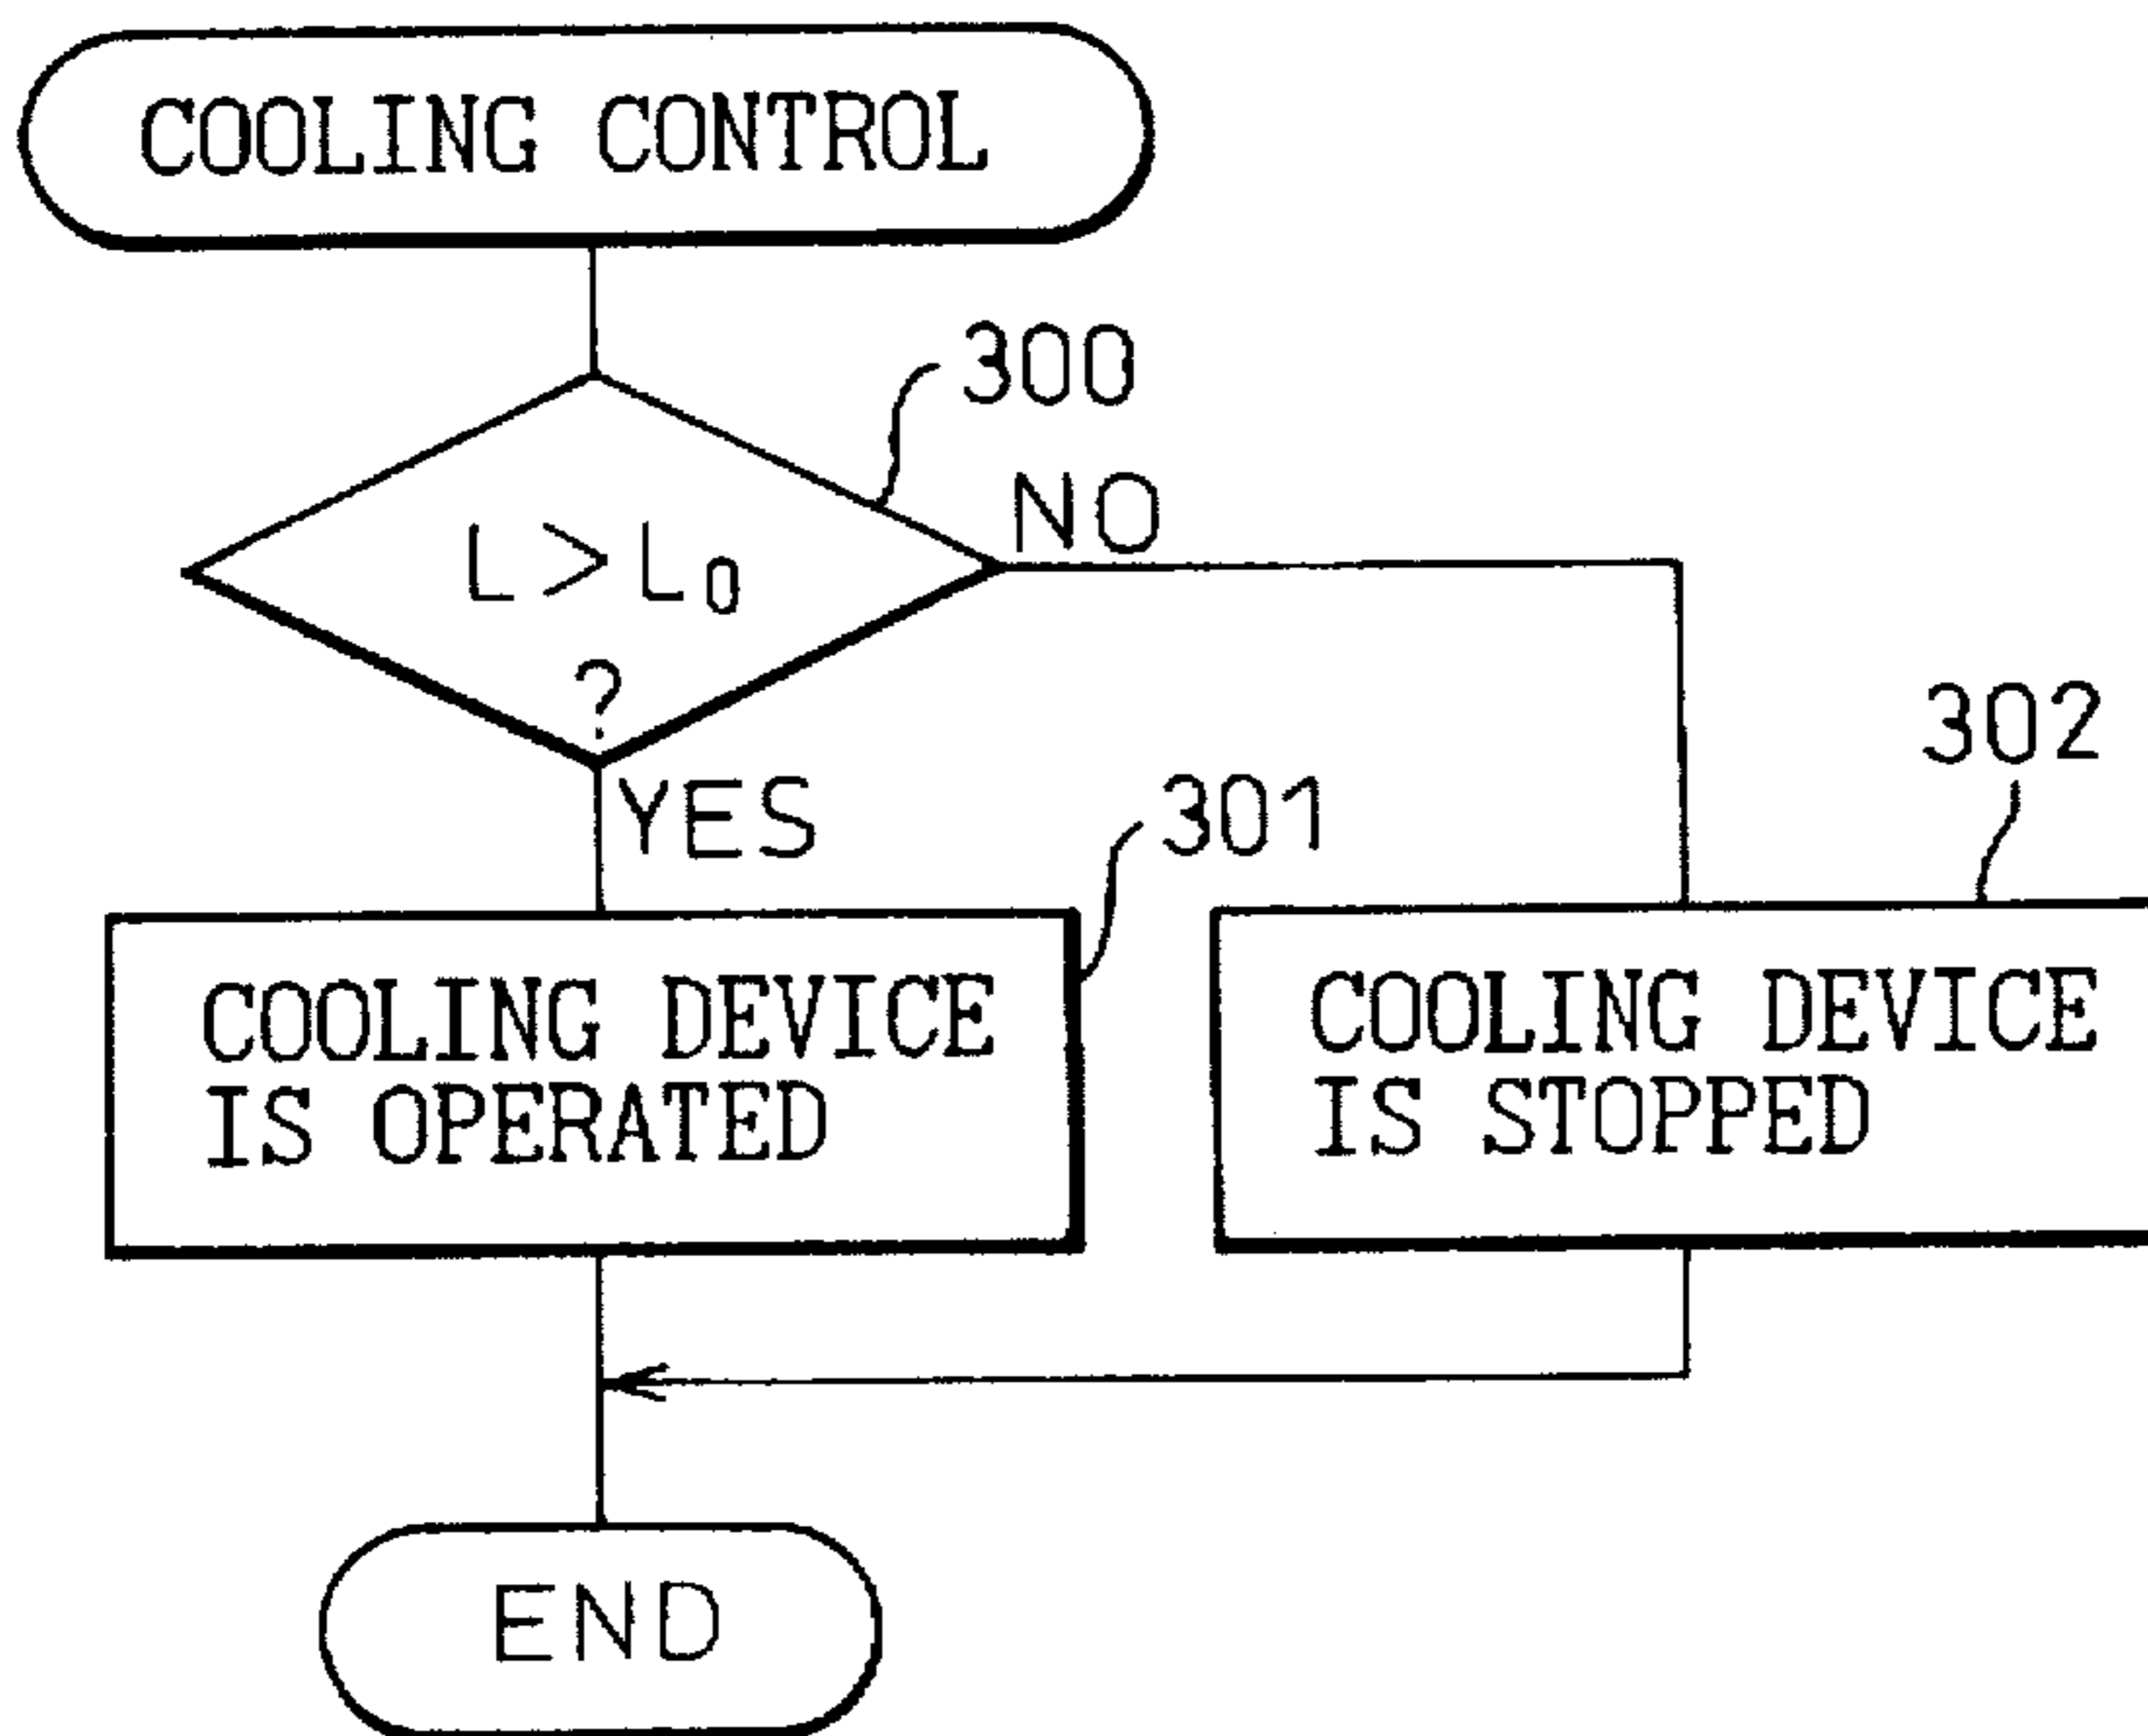 COOLING CONTROL
300
L>L₀
?
NO
YES
301
302
COOLING DEVICE
IS OPERATED
COOLING DEVICE
IS STOPPED
END